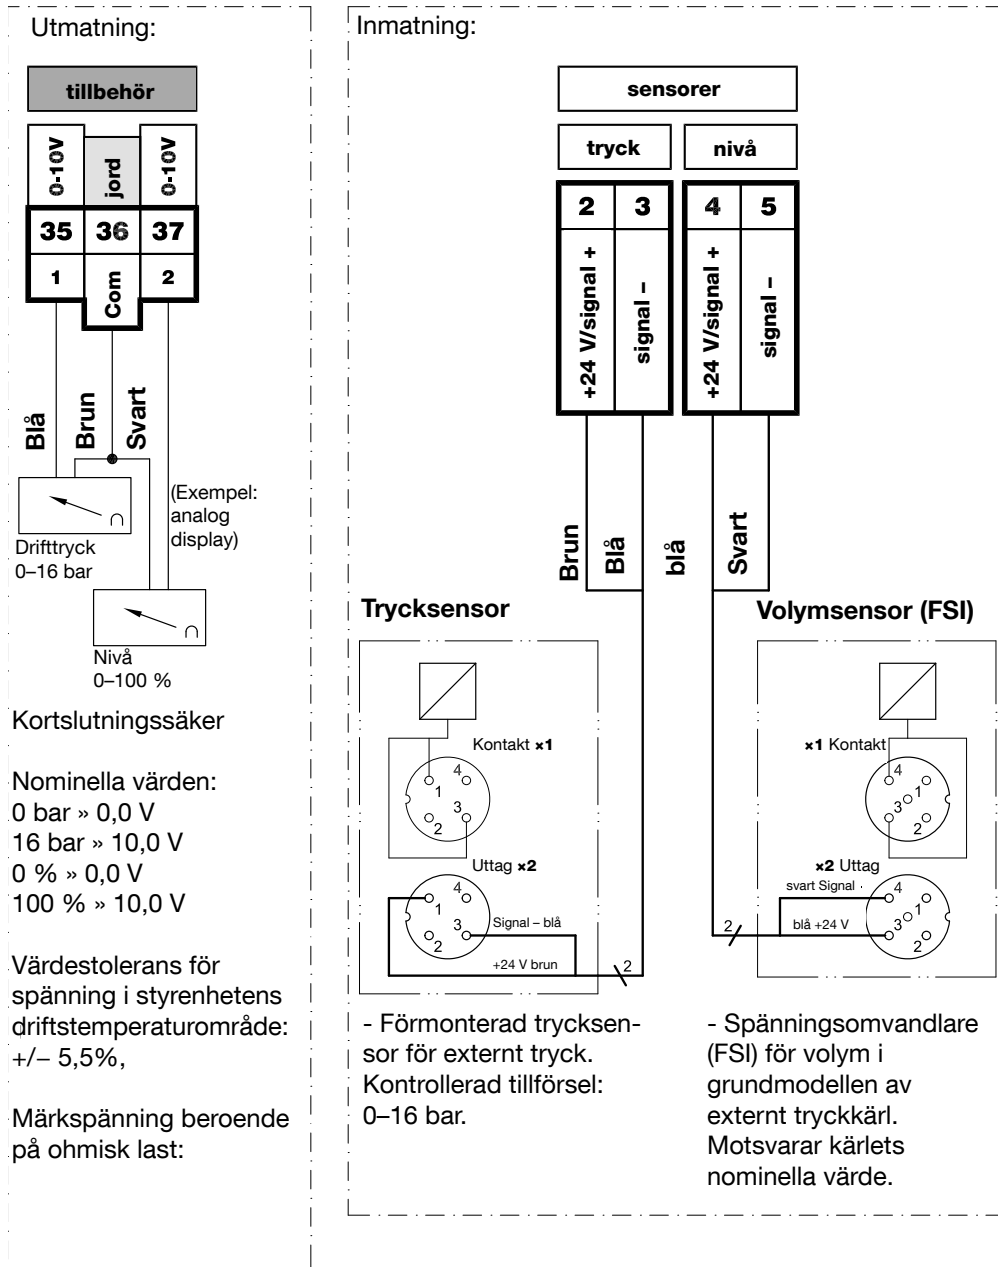 Utmatning:
tillbehör
0-10V
jord
0-10V
35 36 37
1 Com 2
Blå
Brun
Svart
(Exempel:
analog
display)
Drifttryck
0–16 bar
Nivå
0–100 %
Kortslutningssäker
Nominella värden:
0 bar » 0,0 V
16 bar » 10,0 V
0 % » 0,0 V
100 % » 10,0 V
Värdestolerans för
spänning i styrenhetens
driftstemperaturområde:
+/− 5,5%,
Märkspänning beroende
på ohmisk last:
Inmatning:
sensorer
tryck nivå
2 3 4 5
+24 V/signal +
signal –
+24 V/signal +
signal –
Brun
Blå
blå
Svart
Trycksensor
Kontakt ×1
4
1
3
2
Uttag ×2
4
1
3
2
Signal – blå
+24 V brun
2
- Förmonterad trycksen-
sor för externt tryck.
Kontrollerad tillförsel:
0–16 bar.
Volymsensor (FSI)
×1 Kontakt
4
1
3
2
×2 Uttag
svart Signal
4
1
3
2
blå +24 V
2
- Spänningsomvandlare
(FSI) för volym i
grundmodellen av
externt tryckkärl.
Motsvarar kärlets
nominella värde.